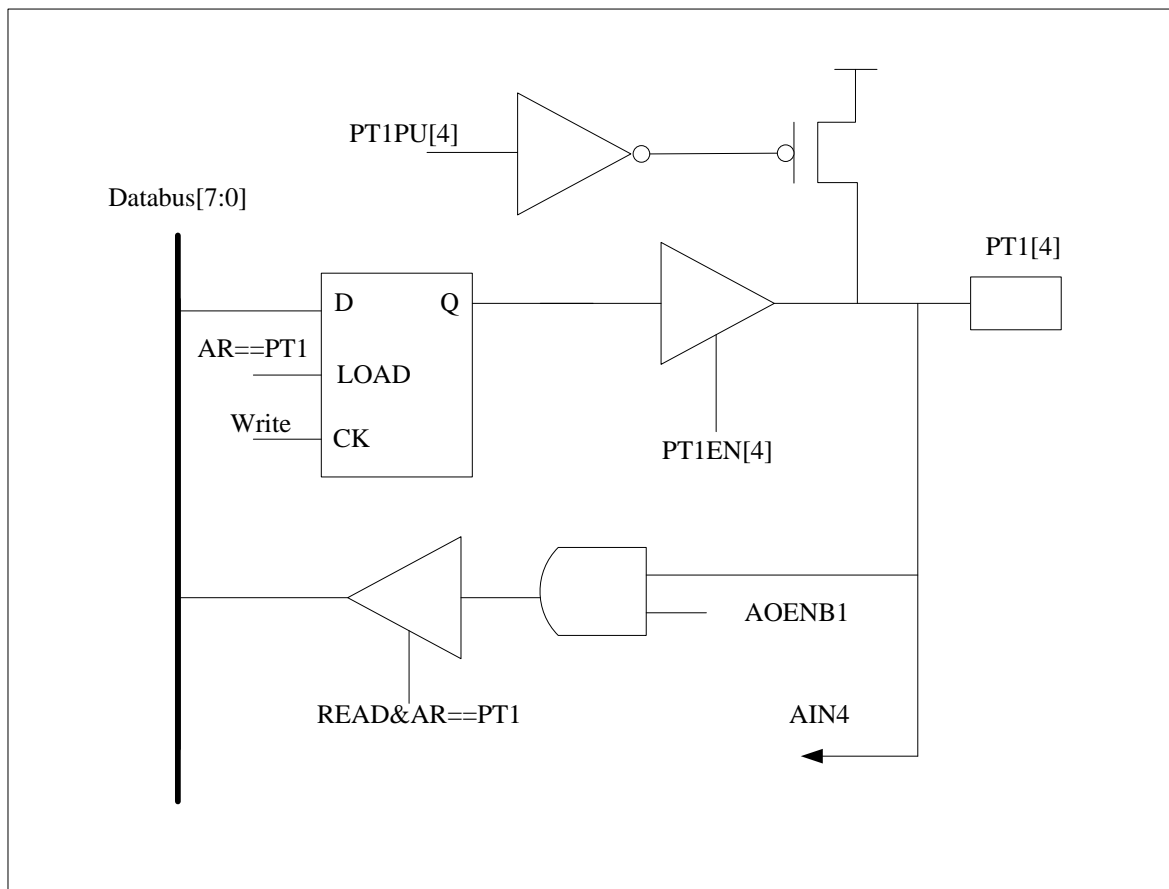 PT1PU[4]
Databus[7:0]
PT1[4]
D
Q
AR==PT1
LOAD
Write
CK
PT1EN[4]
AOENB1
READ&AR==PT1
AIN4